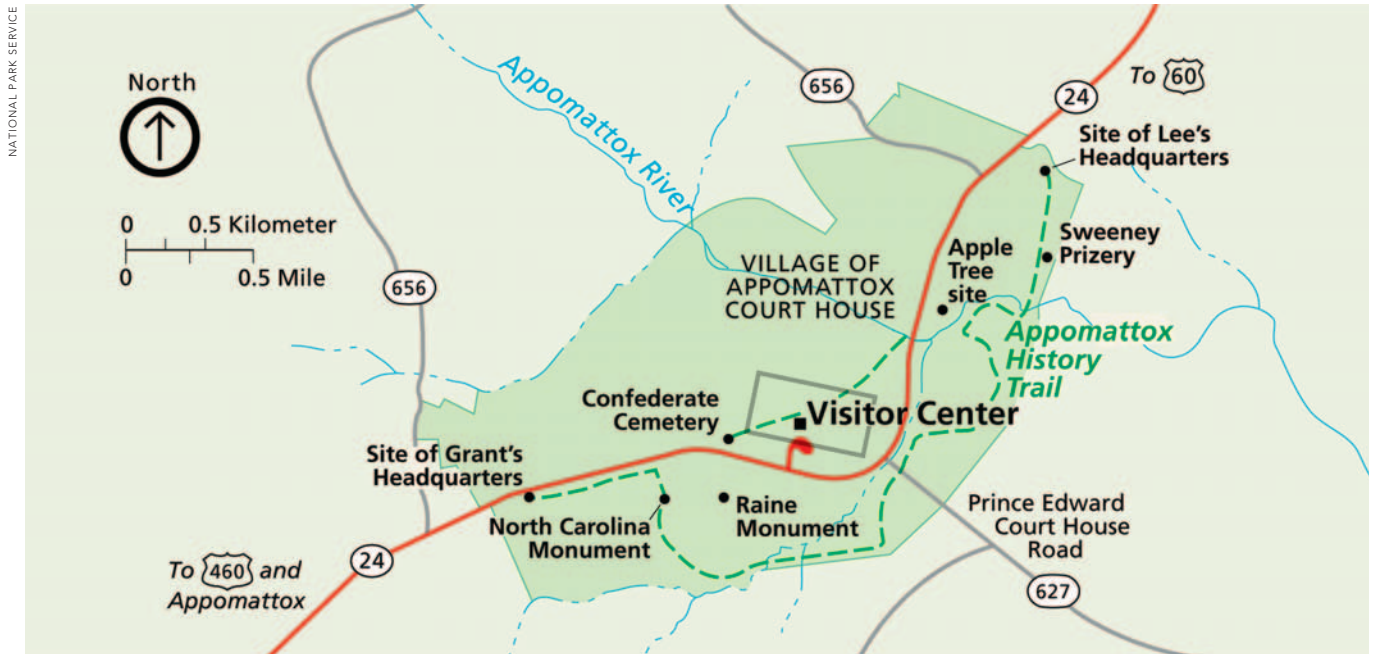 NATIONAL PARK SERVICE
North
0 0.5 Kilometer
0 0.5 Mile
Appomattox River
656
24
To 60
Site of Lee's
Headquarters
Sweeney
Prizery
Apple
Tree
site
VILLAGE OF
APPOMATTOX
COURT HOUSE
656
Appomattox
History
Trail
Confederate
Cemetery
Visitor Center
Site of Grant's
Headquarters
North Carolina
Monument
Raine
Monument
Prince Edward
Court House
Road
627
24
To 460 and
Appomattox